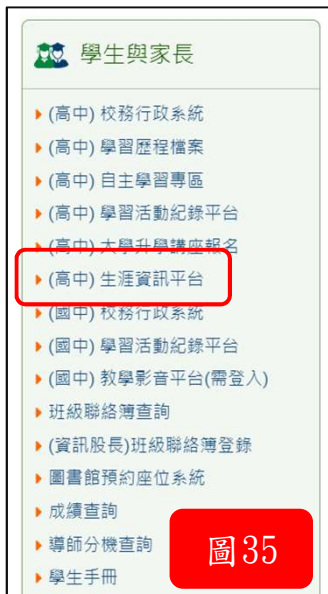 學生與家長
(高中) 校務行政系統
(高中) 學習歷程檔案
(高中) 自主學習專區
(高中) 學習活動紀錄平台
(高中) 大學升學講座報名
(高中) 生涯資訊平台
(國中) 校務行政系統
(國中) 學習活動紀錄平台
(國中) 教學影音平台(需登入)
班級聯絡簿查詢
(資訊股長)班級聯絡簿登錄
圖書館預約座位系統
成績查詢
導師分機查詢
學生手冊
圖35